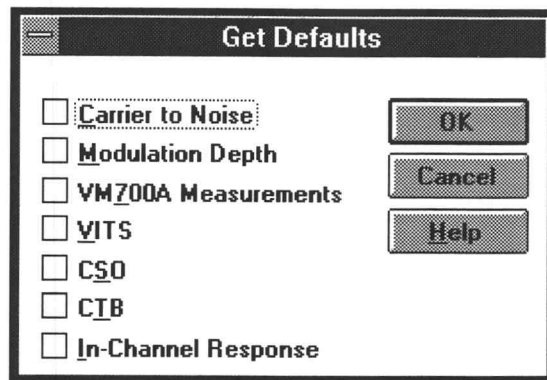 Get Defaults
Carrier to Noise
Modulation Depth
VM700A Measurements
VITS
CSO
CTB
In-Channel Response
OK
Cancel
Help